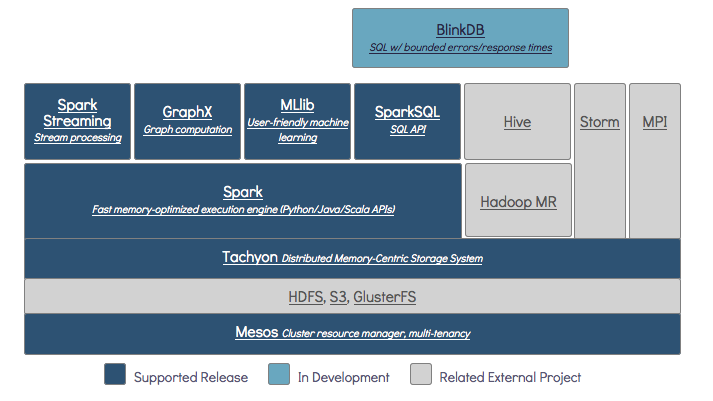 BlinkDB
SQL w/ bounded errors/response times
Spark
Streaming
Stream processing
GraphX
Graph computation
MLlib
User-friendly machine
learning
SparkSQL
SQL API
Hive
Storm
MPI
Spark
Fast memory-optimized execution engine (Python/Java/Scala APIs)
Hadoop MR
Tachyon Distributed Memory-Centric Storage System
HDFS, S3, GlusterFS
Mesos Cluster resource manager, multi-tenancy
Supported Release
In Development
Related External Project